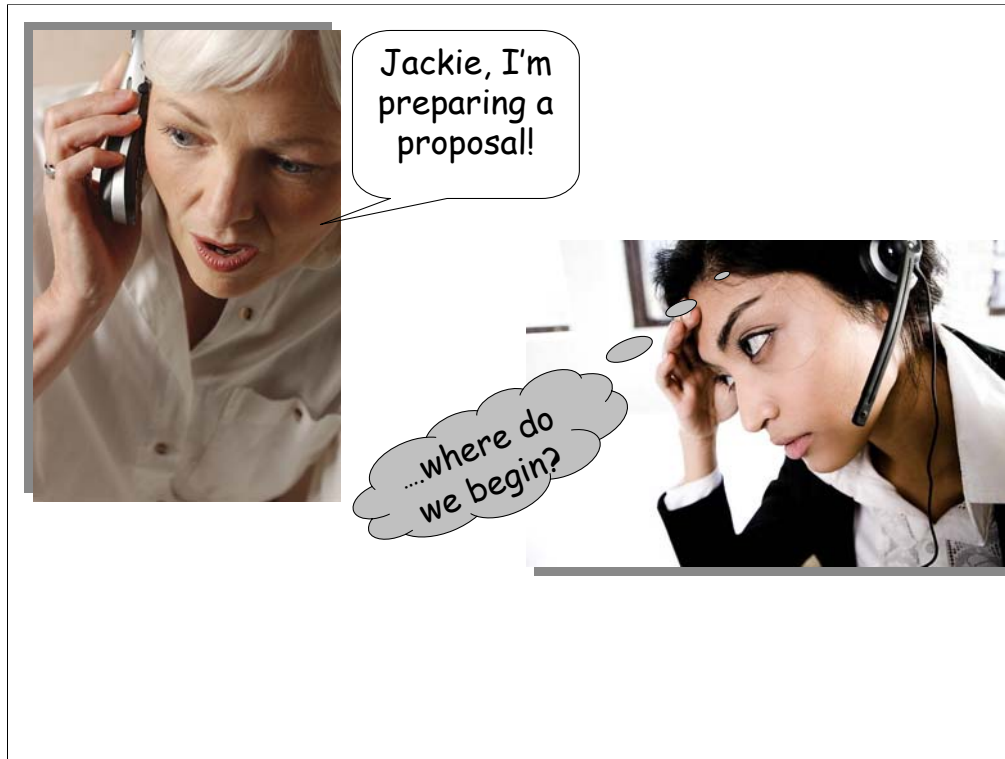 Jackie, I'm
preparing a
proposal!
....where do
we begin?